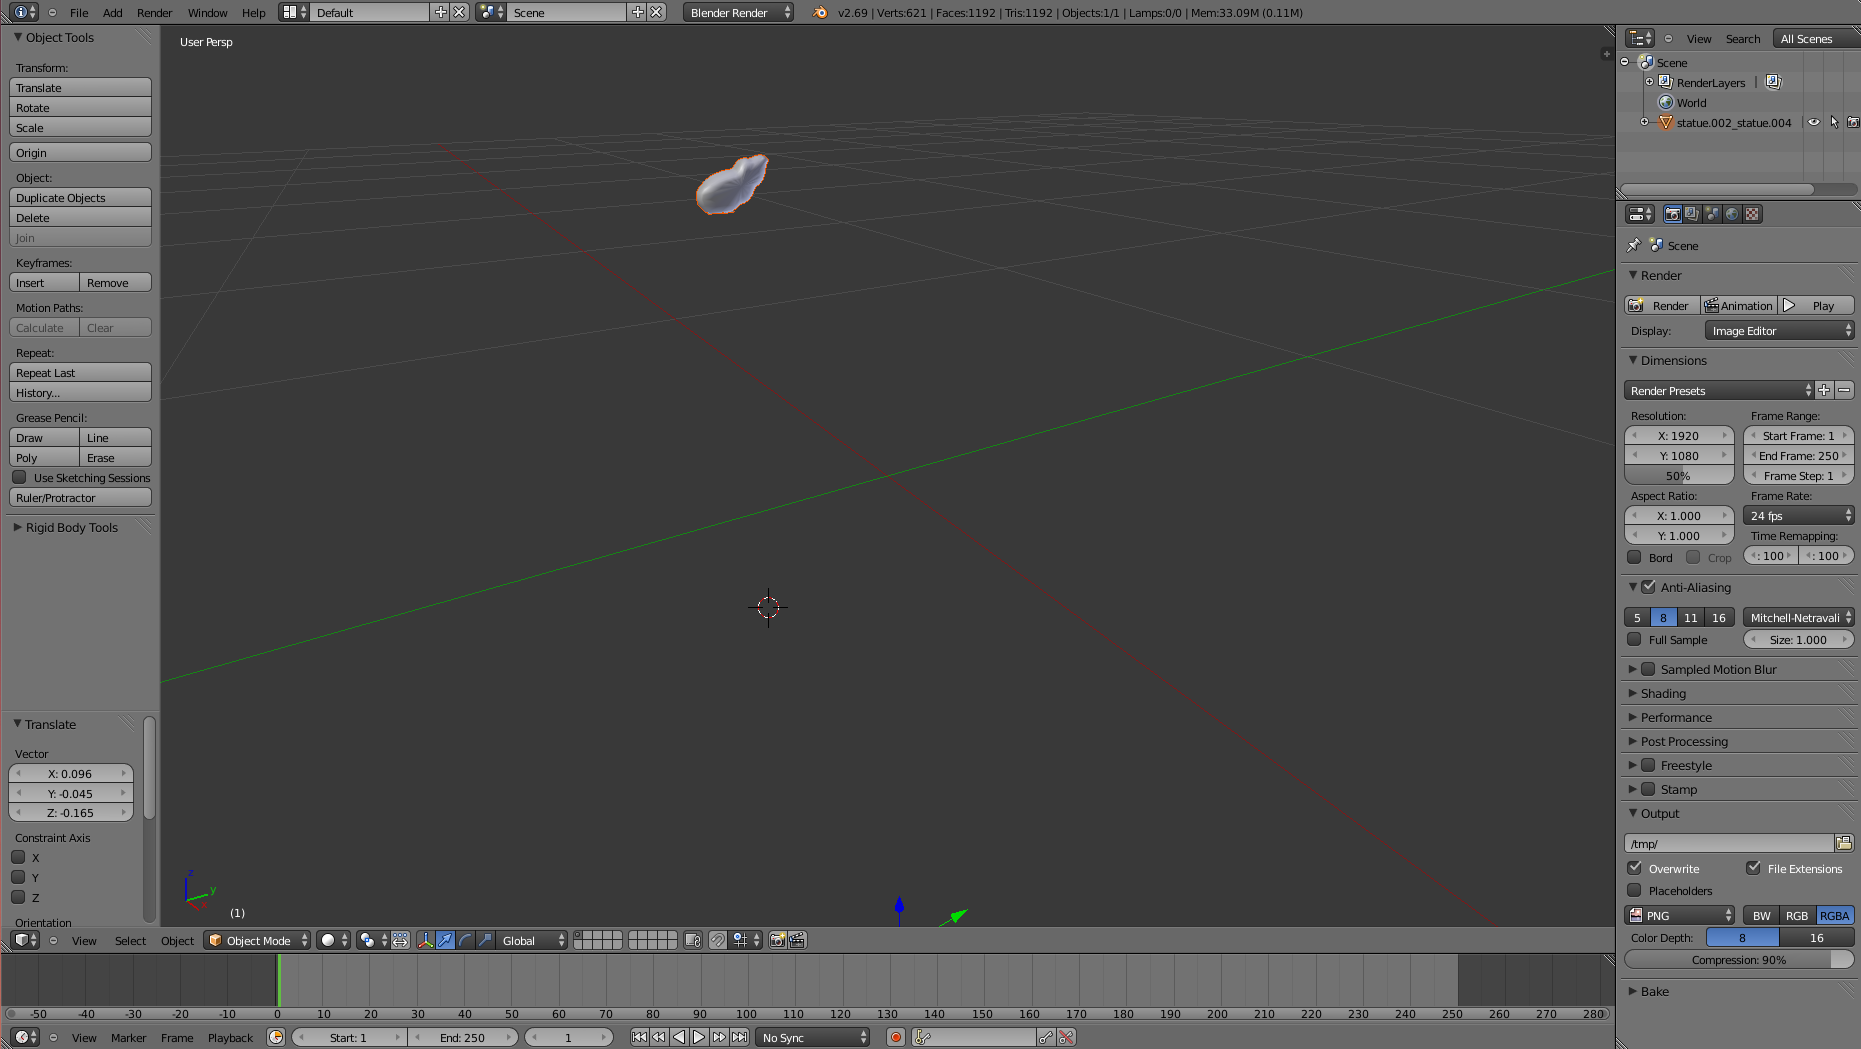 File Add Render Window Help Default Scene Blender Render v2.69 | Verts:621 | Faces:1192 | Tris:1192 | Objects:1/1 | Lamps:0/0 | Mem:33.09M (0.11M)
Object Tools
Transform:
Translate
Rotate
Scale
Origin
Object:
Duplicate Objects
Delete
Join
Keyframes:
Insert Remove
Motion Paths:
Calculate Clear
Repeat:
Repeat Last
History...
Grease Pencil:
Draw Line
Poly Erase
Use Sketching Sessions
Ruler/Protractor
Rigid Body Tools
Translate
Vector
X: 0.096
Y: -0.045
Z: -0.165
Constraint Axis
X
Y
Z
Orientation
User Persp
z
y
x
(1)
View Select Object Object Mode Global
-50 -40 -30 -20 -10 0 10 20 30 40 50 60 70 80 90 100 110 120 130 140 150 160 170 180 190 200 210 220 230 240 250 260 270 280
View Marker Frame Playback Start: 1 End: 250 1 No Sync
View Search All Scenes
Scene
RenderLayers |
World
statue.002_statue.004
Scene
Render
Render Animation Play
Display: Image Editor
Dimensions
Render Presets
Resolution: Frame Range:
X: 1920 Start Frame: 1
Y: 1080 End Frame: 250
50% Frame Step: 1
Aspect Ratio: Frame Rate:
X: 1.000 24 fps
Y: 1.000 Time Remapping:
Bord Crop : 100 : 100
Anti-Aliasing
5 8 11 16 Mitchell-Netravali
Full Sample Size: 1.000
Sampled Motion Blur
Shading
Performance
Post Processing
Freestyle
Stamp
Output
/tmp/
Overwrite File Extensions
Placeholders
PNG BW RGB RGBA
Color Depth: 8 16
Compression: 90%
Bake